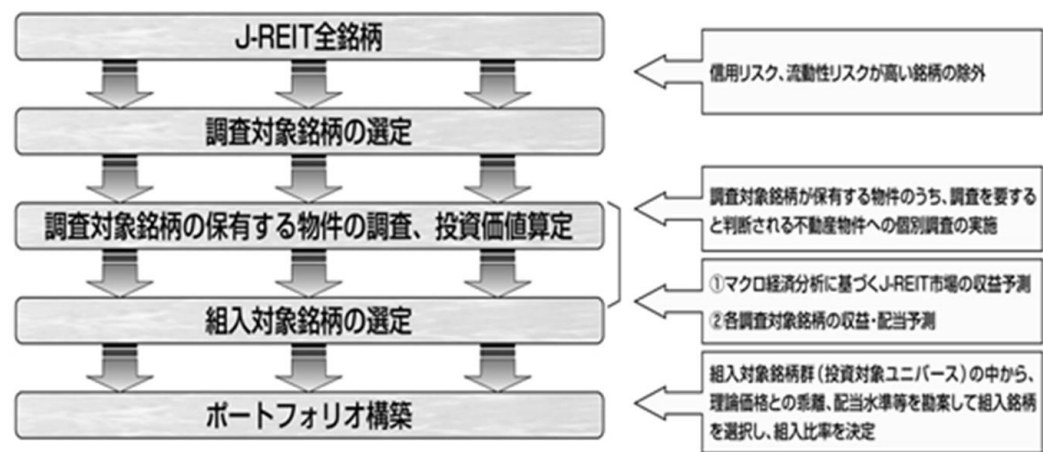 J-REIT全銘柄
信用リスク、流動性リスクが高い銘柄の除外
調査対象銘柄の選定
調査対象銘柄の保有する物件の調査、投資価値算定
調査対象銘柄が保有する物件のうち、調査を要する
と判断される不動産物件への個別調査の実施
組入対象銘柄の選定
①マクロ経済分析に基づくJ-REIT市場の収益予測
②各調査対象銘柄の収益・配当予測
ポートフォリオ構築
組入対象銘柄群(投資対象ユニバース)の中から、
理論価格との乖離、配当水準等を勘案して組入銘柄
を選択し、組入比率を決定